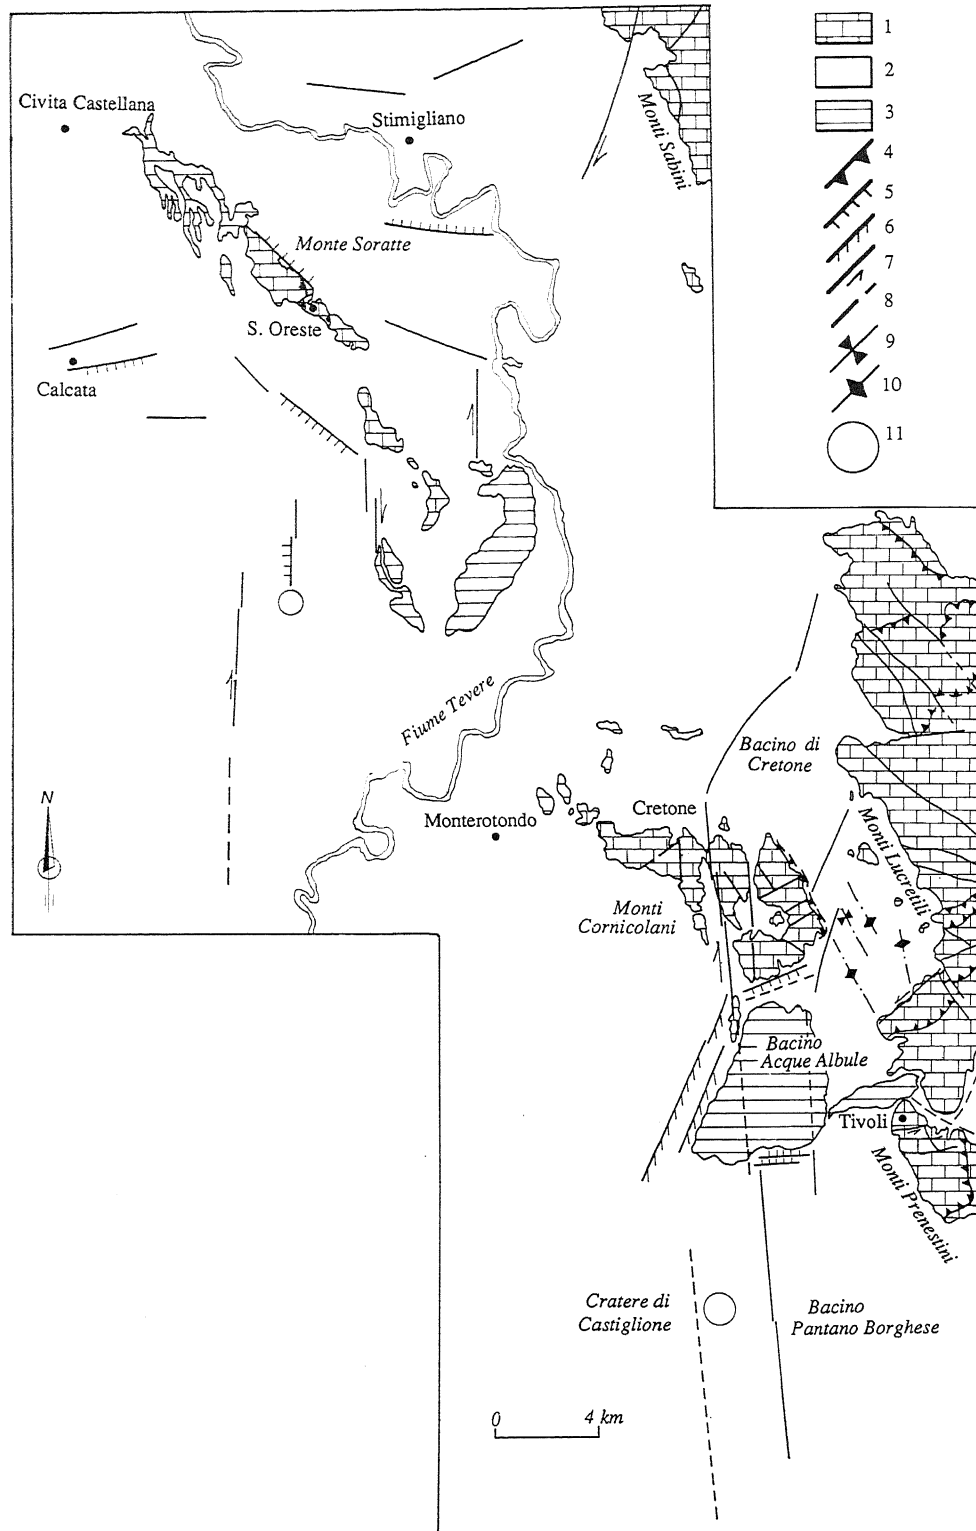 Civita Castellana
Stimigliano
Monti Sabini
Monte Soratte
S. Oreste
Calcata
1
2
3
4
5
6
7
8
9
10
11
Fiume Tevere
N
Monterotondo
Cretone
Bacino di
Cretone
Monti Lucretili
Monti
Cornicolani
Bacino
Acque Albule
Tivoli
Monti Prenestini
Cratere di
Castiglione
Bacino
Pantano Borghese
0 4 km